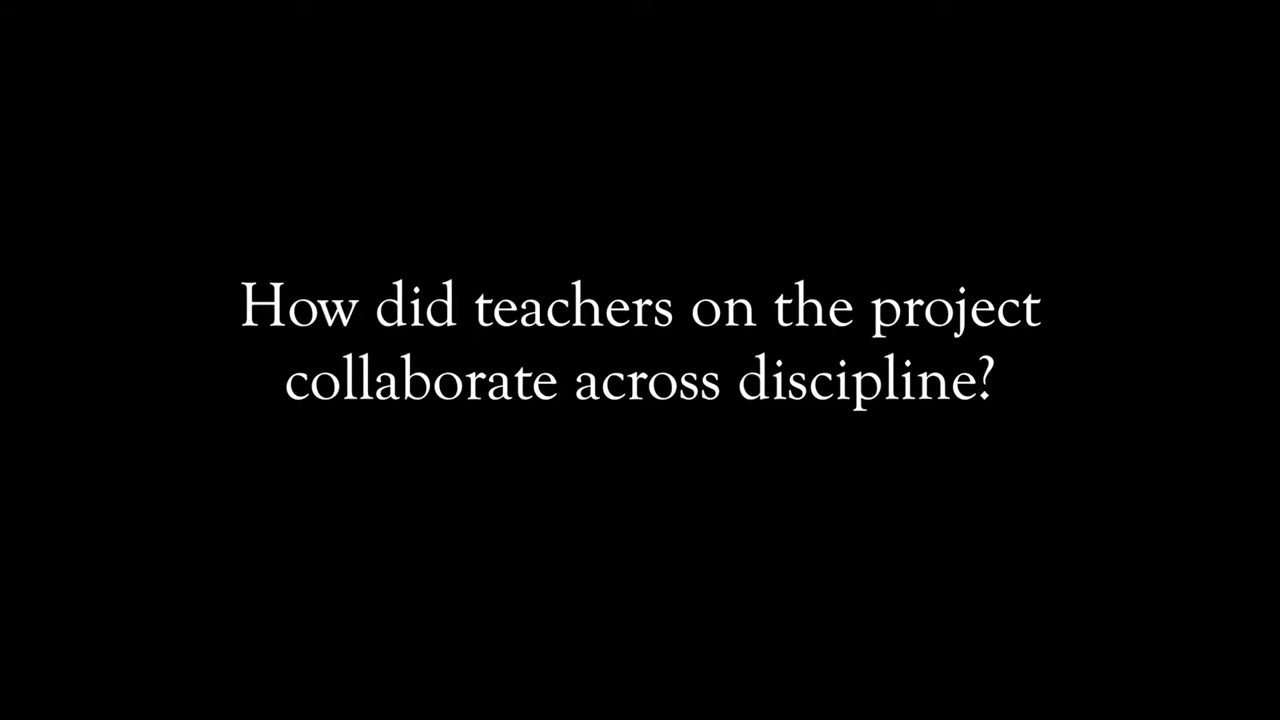 How did teachers on the project
collaborate across discipline?